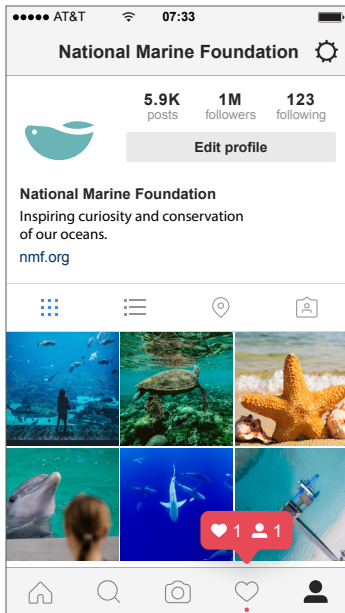 AT&T 07:33
National Marine Foundation
5.9K 1M 123
posts followers following
Edit profile
National Marine Foundation
Inspiring curiosity and conservation
of our oceans.
nmf.org
1 1